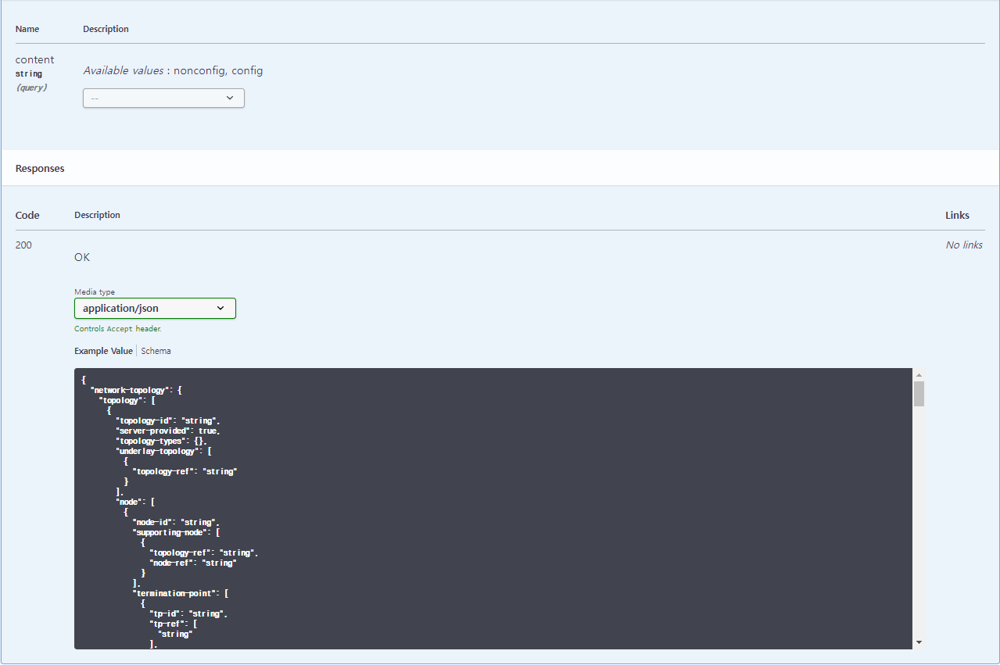 Name Description
content
string
(query)
Available values : nonconfig, config
--
Responses
Code Description Links
200 No links
OK
Media type
application/json
Controls Accept header.
Example Value Schema
{
  "network-topology": {
    "topology": [
      {
        "topology-id": "string",
        "server-provided": true,
        "topology-types": {},
        "underlay-topology": [
          {
            "topology-ref": "string"
          }
        ],
        "node": [
          {
            "node-id": "string",
            "supporting-node": [
              {
                "topology-ref": "string",
                "node-ref": "string"
              }
            ],
            "termination-point": [
              {
                "tp-id": "string",
                "tp-ref": [
                  "string"
                ],